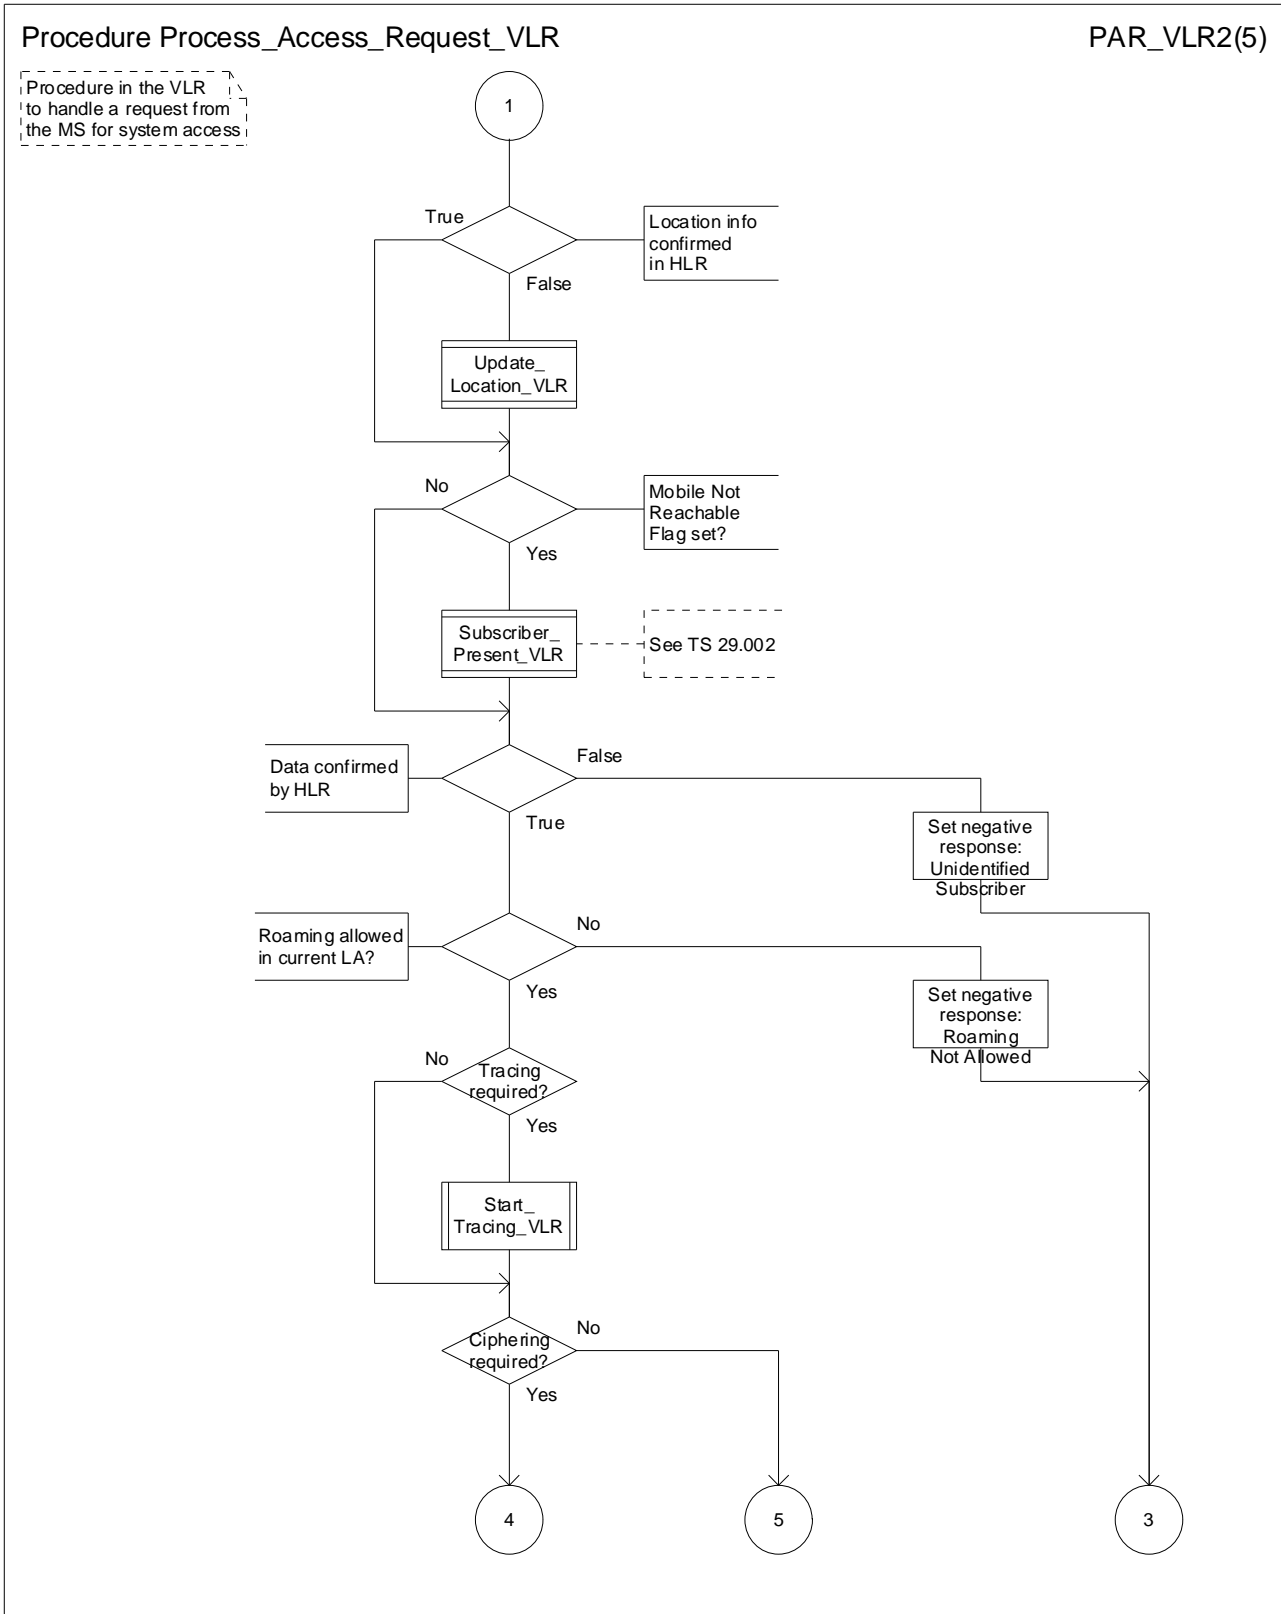 Procedure Process_Access_Request_VLR
PAR_VLR2(5)
Procedure in the VLR
to handle a request from
the MS for system access
1
True
Location info
confirmed
in HLR
False
Update_
Location_VLR
No
Mobile Not
Reachable
Flag set?
Yes
Subscriber_
Present_VLR
See TS 29.002
Data confirmed
by HLR
False
True
Set negative
response:
Unidentified
Subscriber
Roaming allowed
in current LA?
No
Yes
Set negative
response:
Roaming
Not Allowed
No
Tracing
required?
Yes
Start_
Tracing_VLR
Ciphering
required?
No
Yes
4
5
3